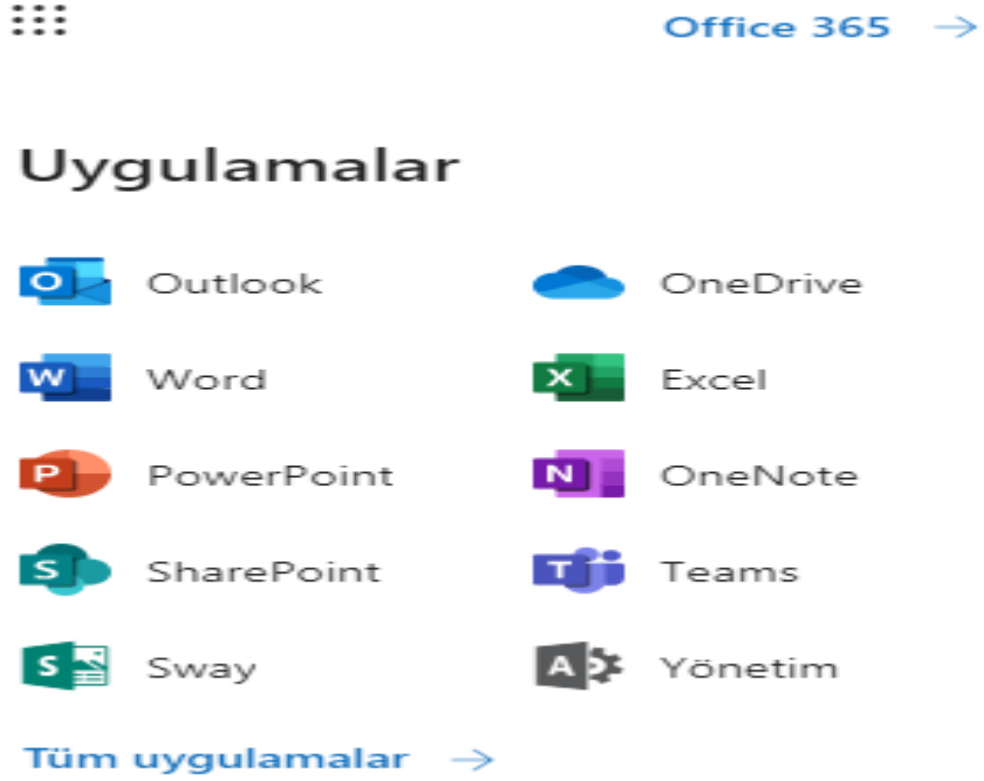 Office 365
Uygulamalar
Outlook
OneDrive
Word
Excel
PowerPoint
OneNote
SharePoint
Teams
Sway
Yönetim
Tüm uygulamalar